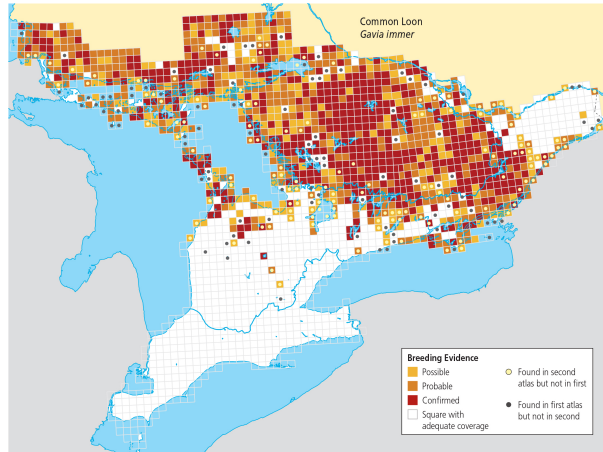 Common Loon
Gavia immer
Breeding Evidence
Possible
Probable
Confirmed
Square with
adequate coverage
Found in second
atlas but not in first
Found in first atlas
but not in second